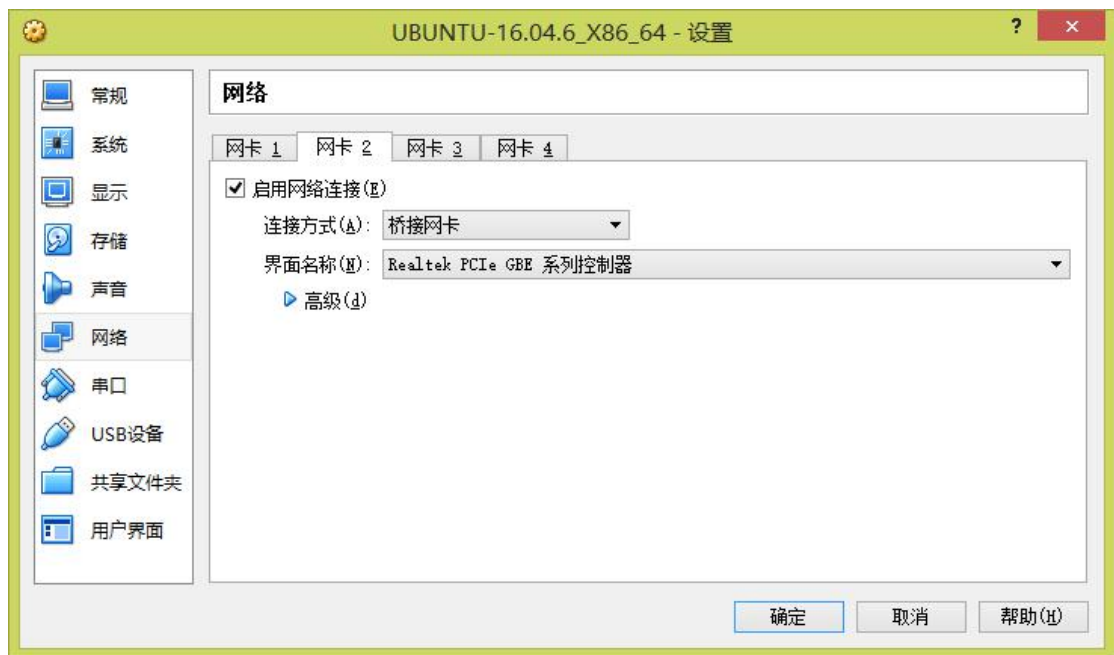 UBUNTU-16.04.6_X86_64 - 设置
?
×
常规
系统
显示
存储
声音
网络
串口
USB设备
共享文件夹
用户界面
网络
网卡 1 网卡 2 网卡 3 网卡 4
启用网络连接(E)
连接方式(A): 桥接网卡
界面名称(N): Realtek PCIe GBE 系列控制器
高级(d)
确定 取消 帮助(H)